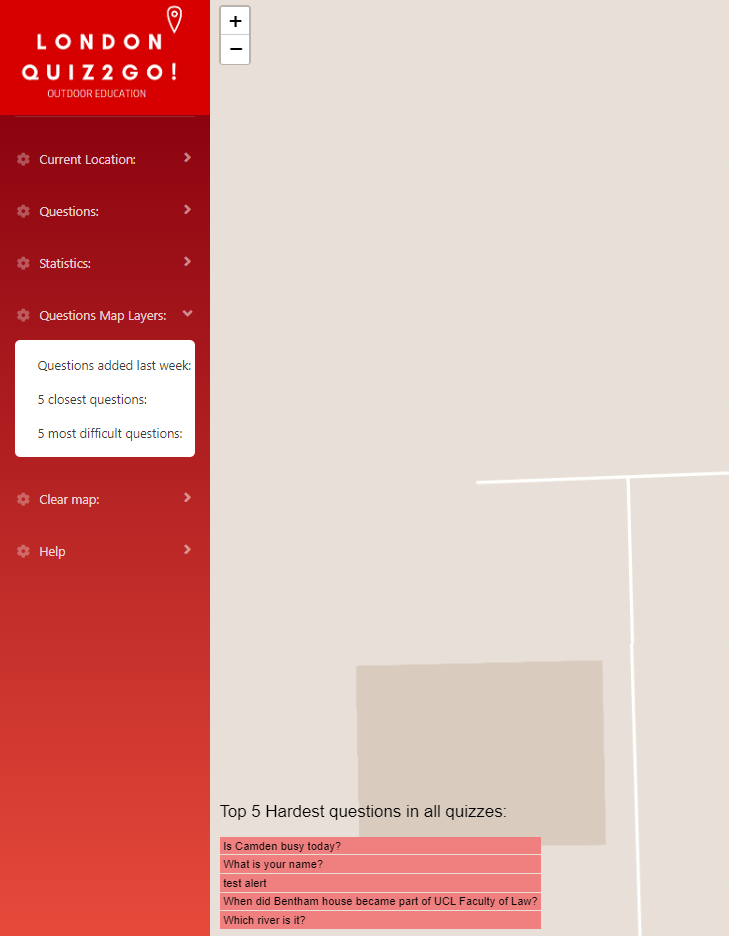 LONDON
QUIZ2GO!
OUTDOOR EDUCATION
Current Location:
Questions:
Statistics:
Questions Map Layers:
Questions added last week:
5 closest questions:
5 most difficult questions:
Clear map:
Help
+
−
Top 5 Hardest questions in all quizzes:
Is Camden busy today?
What is your name?
test alert
When did Bentham house became part of UCL Faculty of Law?
Which river is it?